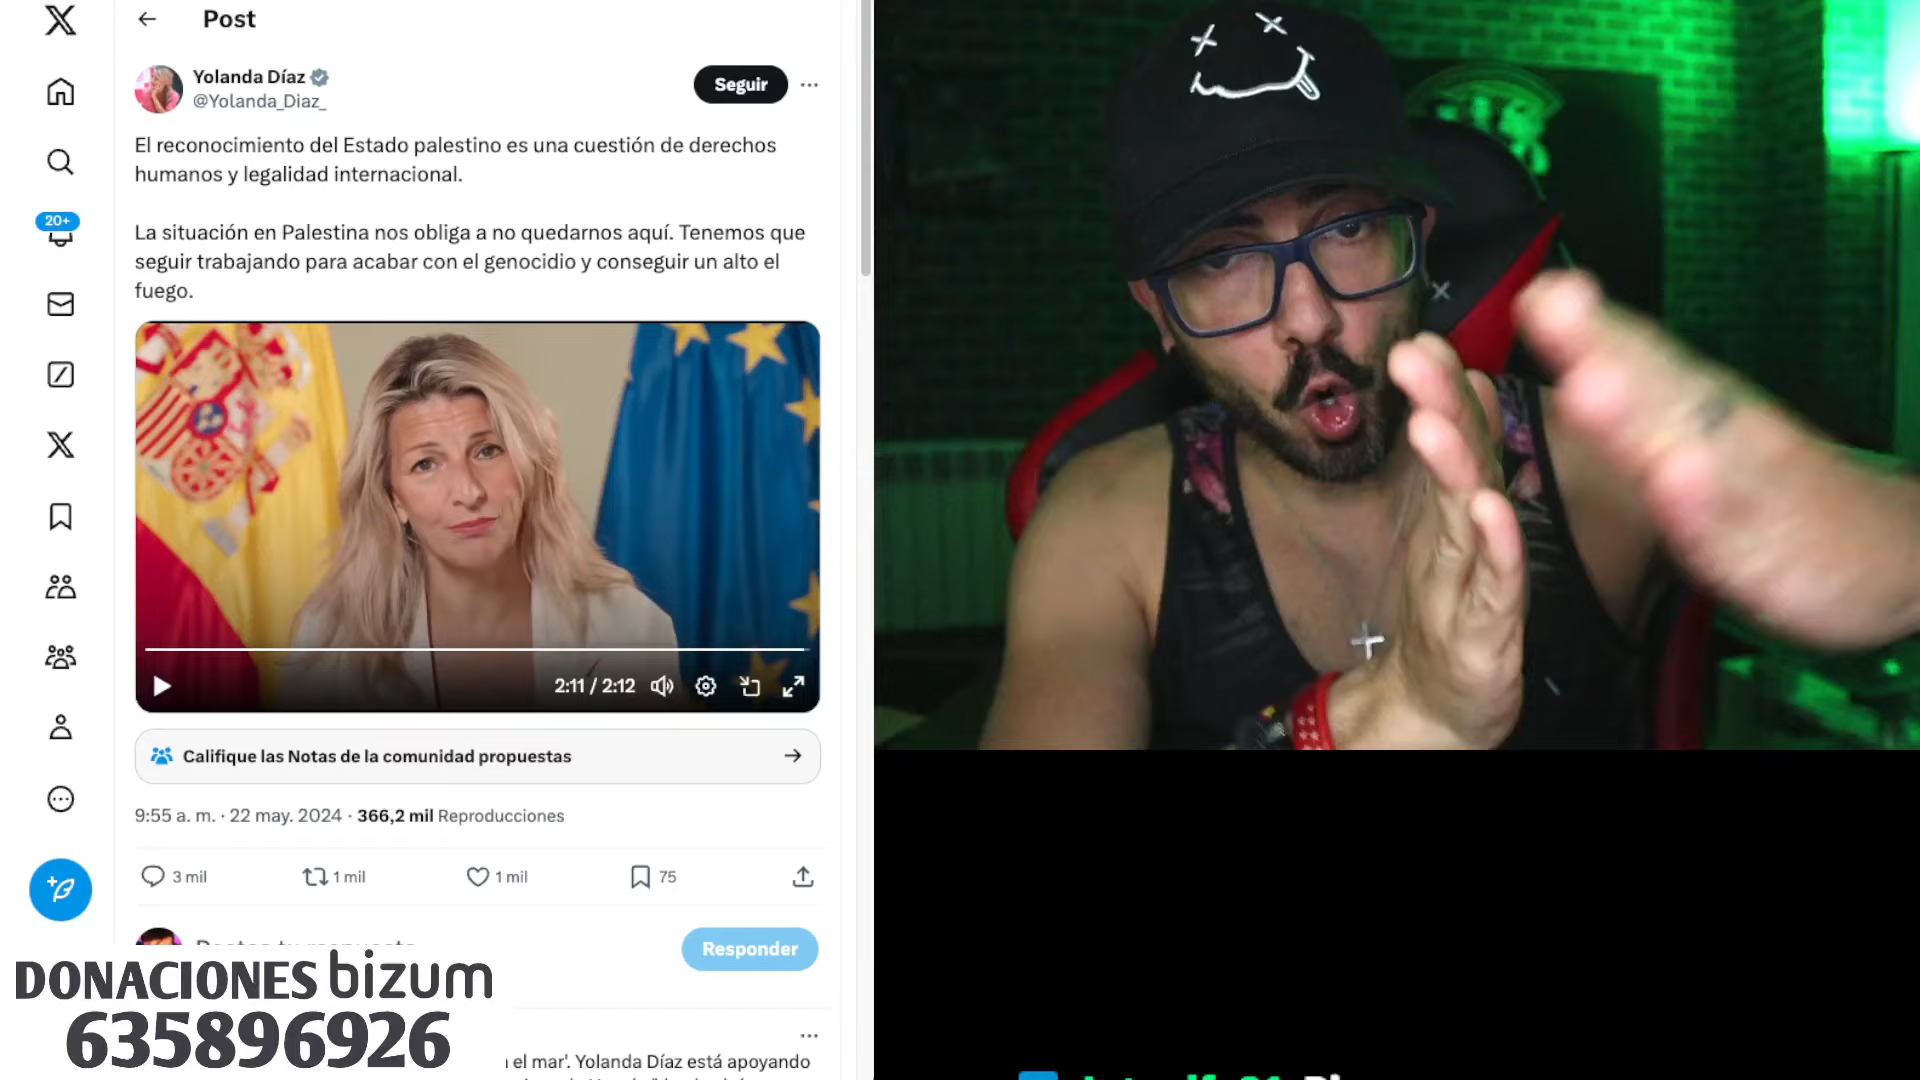 Post
Yolanda Díaz
@Yolanda_Diaz_
Seguir
El reconocimiento del Estado palestino es una cuestión de derechos
humanos y legalidad internacional.
La situación en Palestina nos obliga a no quedarnos aquí. Tenemos que
seguir trabajando para acabar con el genocidio y conseguir un alto el
fuego.
20+
2:11 / 2:12
Califique las Notas de la comunidad propuestas
9:55 a. m. · 22 may. 2024 · 366,2 mil Reproducciones
3 mil
1 mil
1 mil
75
Responder
DONACIONES bizum
635896926
el mar'. Yolanda Díaz está apoyando